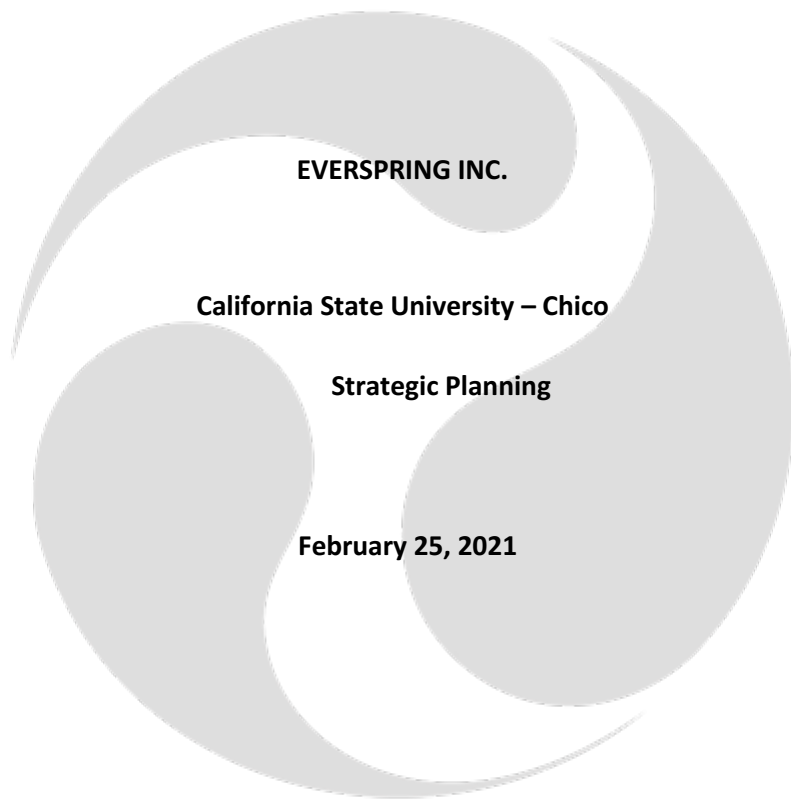 EVERSPRING INC.
California State University – Chico
Strategic Planning
February 25, 2021